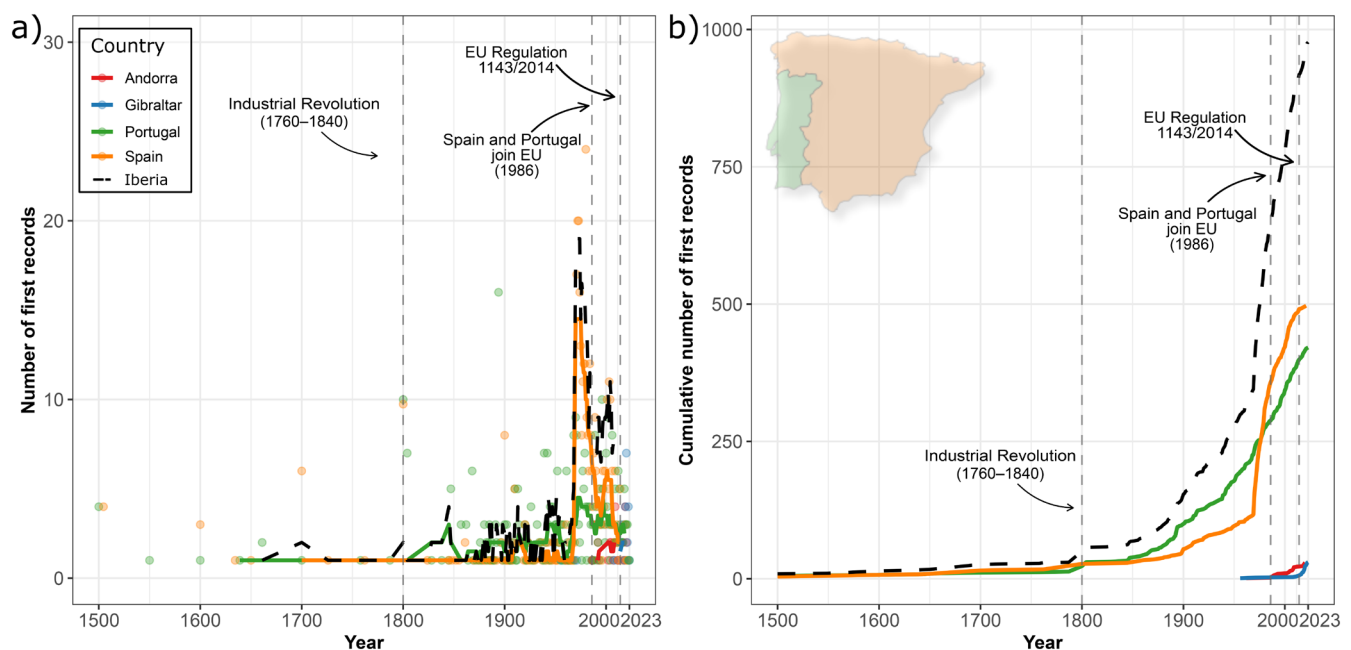 a)
30
20
10
0
Number of first records
Country
Andorra
Gibraltar
Portugal
Spain
Iberia
Industrial Revolution
(1760–1840)
EU Regulation
1143/2014
Spain and Portugal
join EU
(1986)
1500
1600
1700
1800
1900
2000
2023
Year
b)
1000
750
500
250
0
Cumulative number of first records
EU Regulation
1143/2014
Spain and Portugal
join EU
(1986)
Industrial Revolution
(1760–1840)
1500
1600
1700
1800
1900
2000
2023
Year